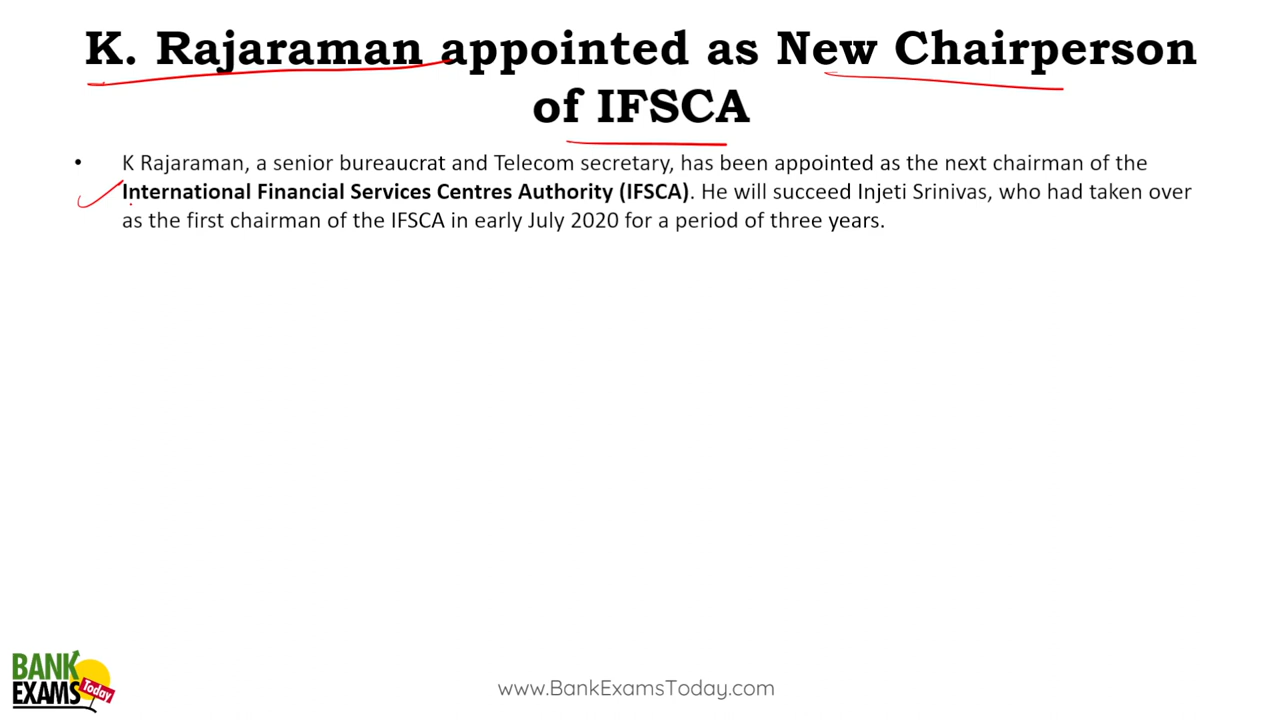 K. Rajaraman appointed as New Chairperson
of IFSCA
• K Rajaraman, a senior bureaucrat and Telecom secretary, has been appointed as the next chairman of the
International Financial Services Centres Authority (IFSCA). He will succeed Injeti Srinivas, who had taken over
as the first chairman of the IFSCA in early July 2020 for a period of three years.
BANK
EXAMS
Today
www.BankExamsToday.com